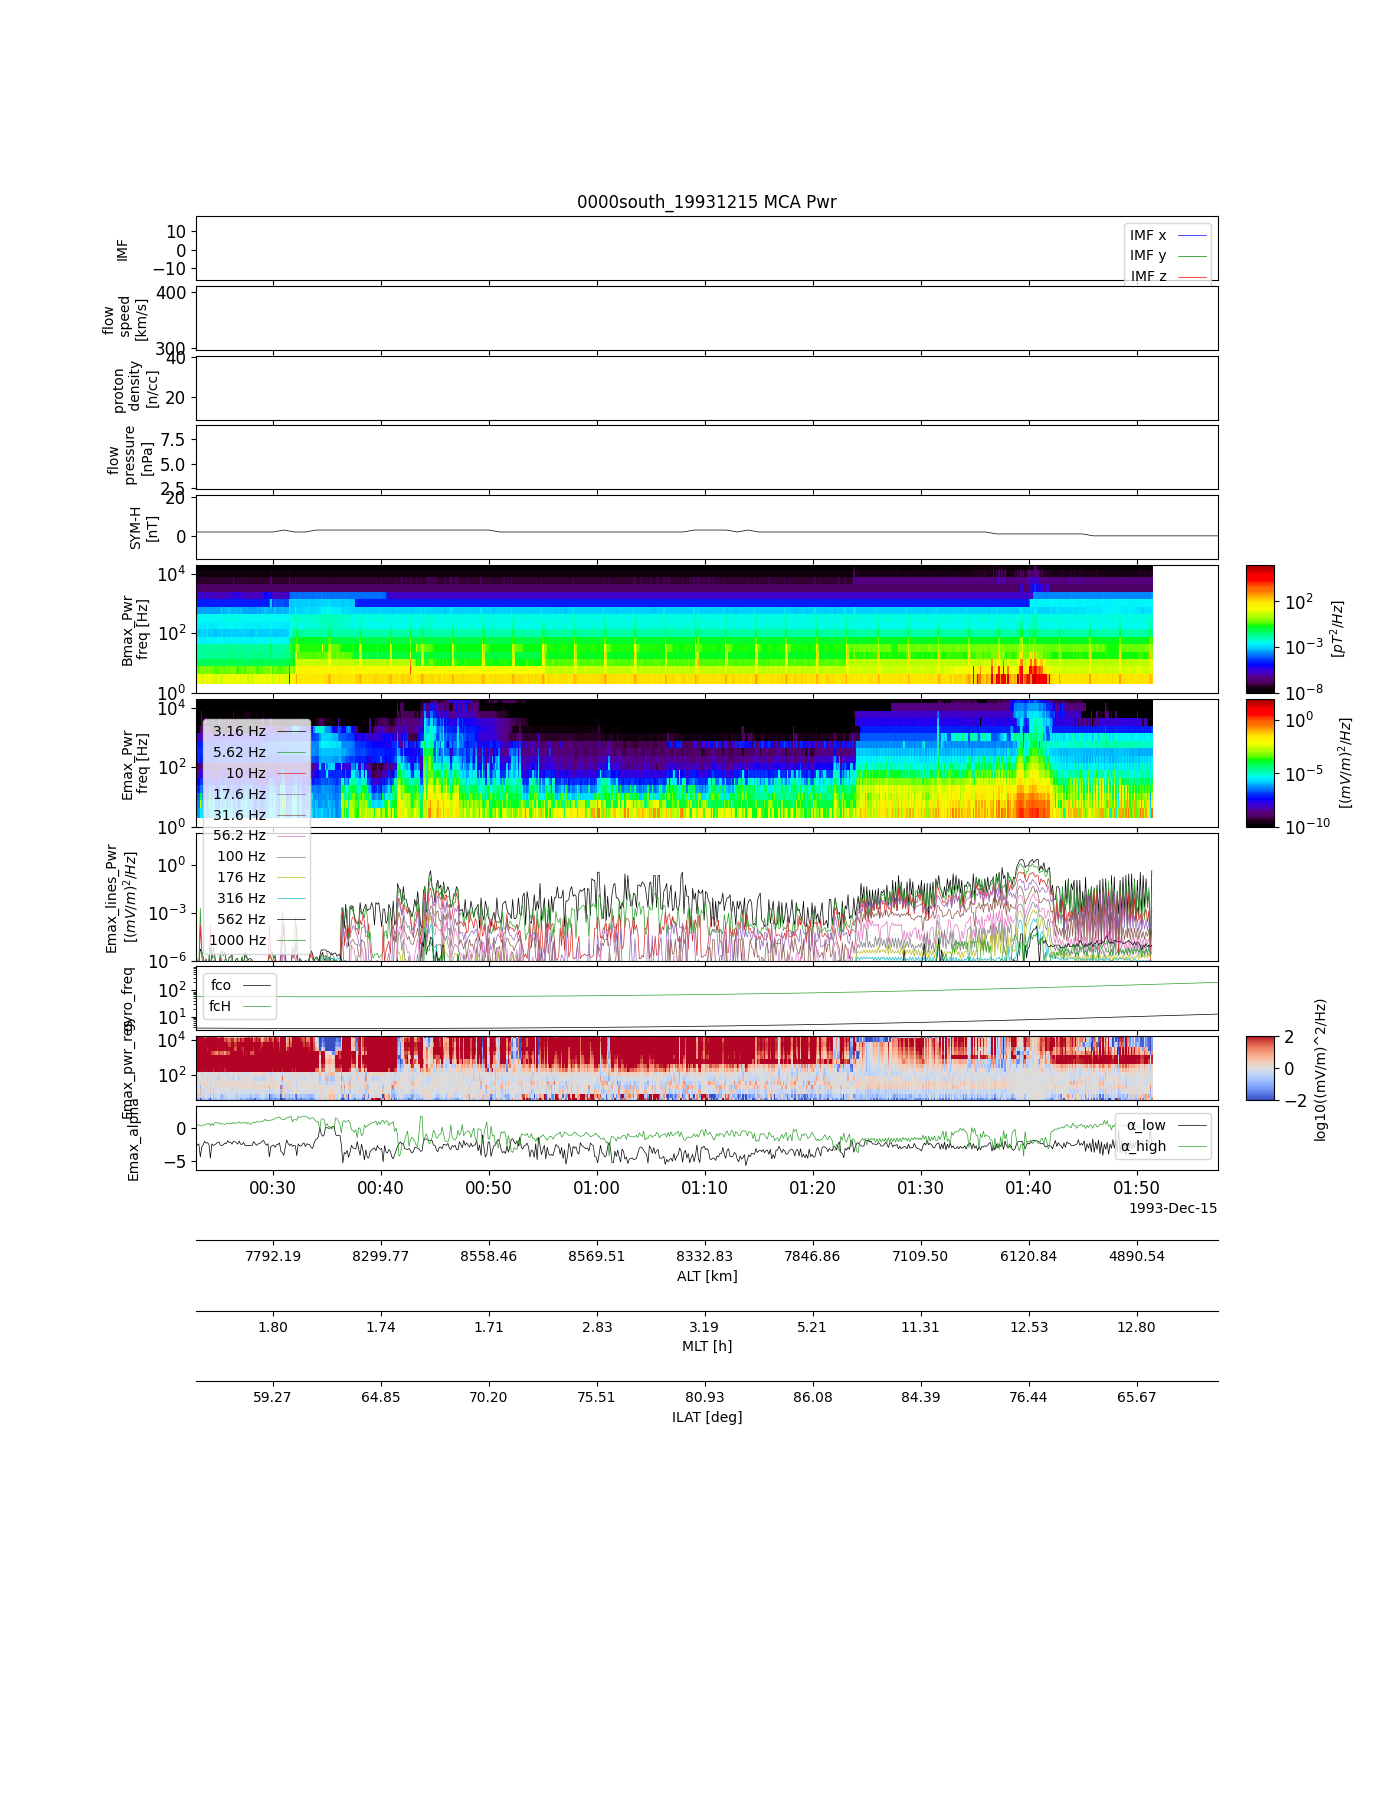 0000south_19931215 MCA Pwr
IMF
10
0
−10
IMF x
IMF y
IMF z
flow
speed
[km/s]
400
300
proton
density
[n/cc]
40
20
flow
pressure
[nPa]
7.5
5.0
2.5
SYM-H
[nT]
20
0
Bmax_Pwr
freq [Hz]
10^4
10^2
10^0
10^2
10^−3
10^−8
[pT^2/Hz]
Emax_Pwr
freq [Hz]
10^4
10^2
10^0
10^0
10^−5
10^−10
[(mV/m)^2/Hz]
3.16 Hz
5.62 Hz
10 Hz
17.6 Hz
31.6 Hz
56.2 Hz
100 Hz
176 Hz
316 Hz
562 Hz
1000 Hz
Emax_lines_Pwr
[(mV/m)^2/Hz]
10^0
10^−3
10^−6
gyro_freq
10^2
10^1
fco
fcH
Emax_pwr_reg
10^4
10^2
2
0
−2
log10((mV/m)^2/Hz)
Emax_alpha
0
−5
α_low
α_high
00:30 00:40 00:50 01:00 01:10 01:20 01:30 01:40 01:50
1993-Dec-15
7792.19 8299.77 8558.46 8569.51 8332.83 7846.86 7109.50 6120.84 4890.54
ALT [km]
1.80 1.74 1.71 2.83 3.19 5.21 11.31 12.53 12.80
MLT [h]
59.27 64.85 70.20 75.51 80.93 86.08 84.39 76.44 65.67
ILAT [deg]